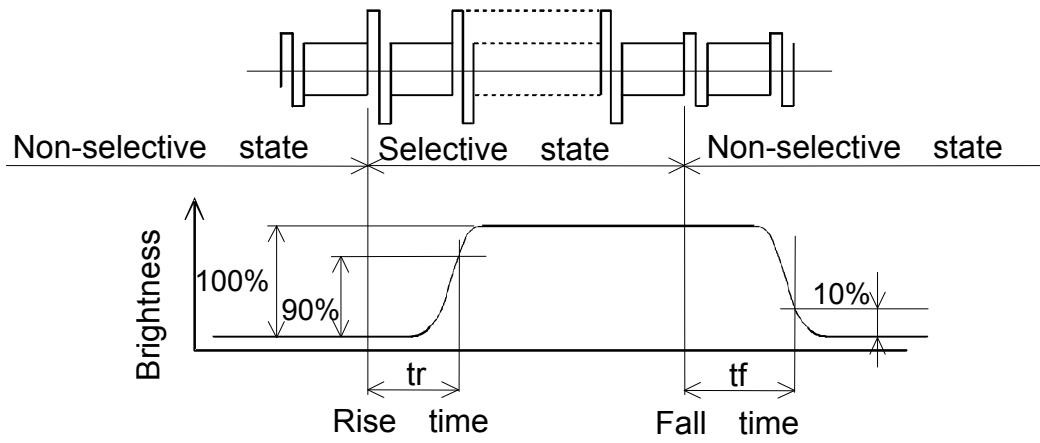 Non-selective state
Selective state
Non-selective state
Brightness
100%
90%
10%
tr
tf
Rise time
Fall time